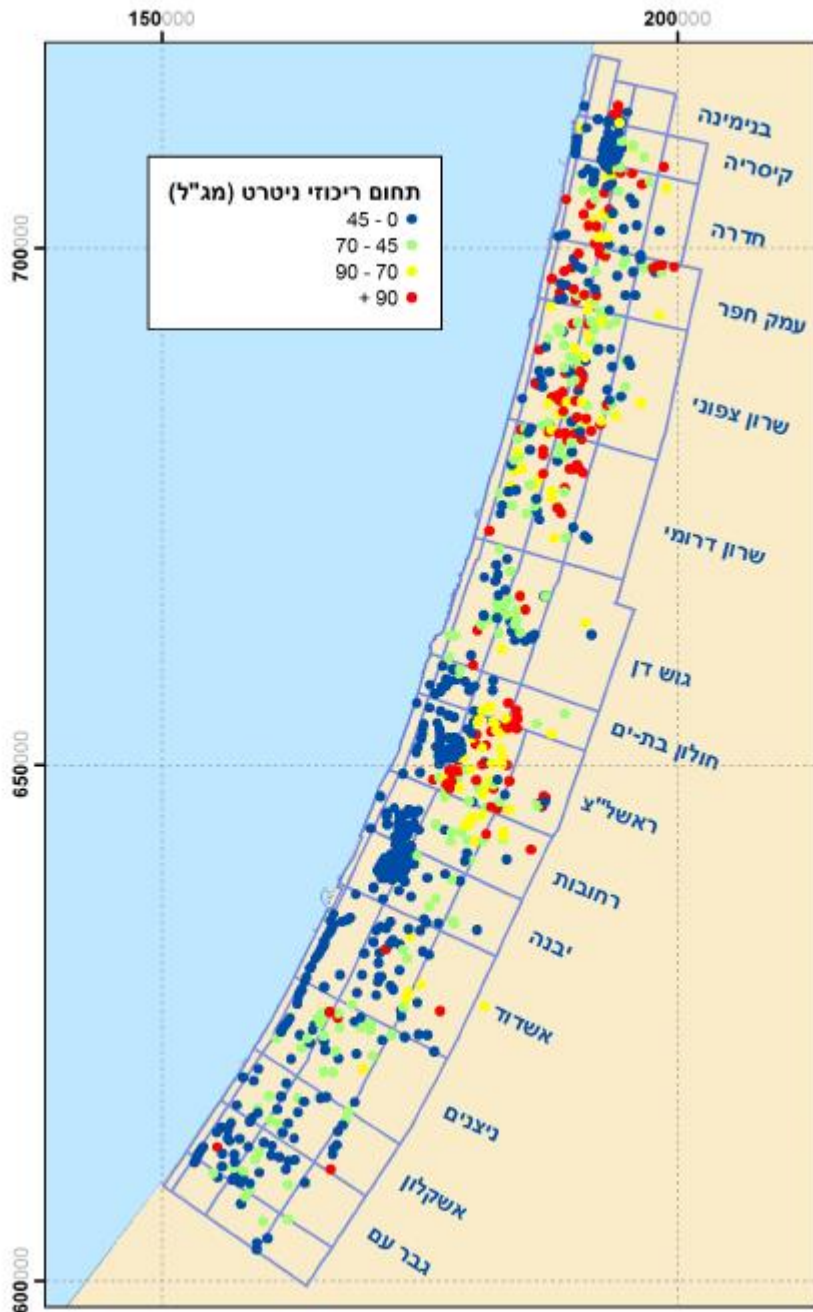 150000
200000
700000
650000
600000
תחום ריכוזי ניטרט (מג"ל)
45 - 0
70 - 45
90 - 70
+ 90
בנימינה
קיסריה
חדרה
עמק חפר
שרון צפוני
שרון דרומי
גוש דן
חולון בת-ים
ראשל"צ
רחובות
יבנה
אשדוד
ניצנים
אשקלון
גבר עם